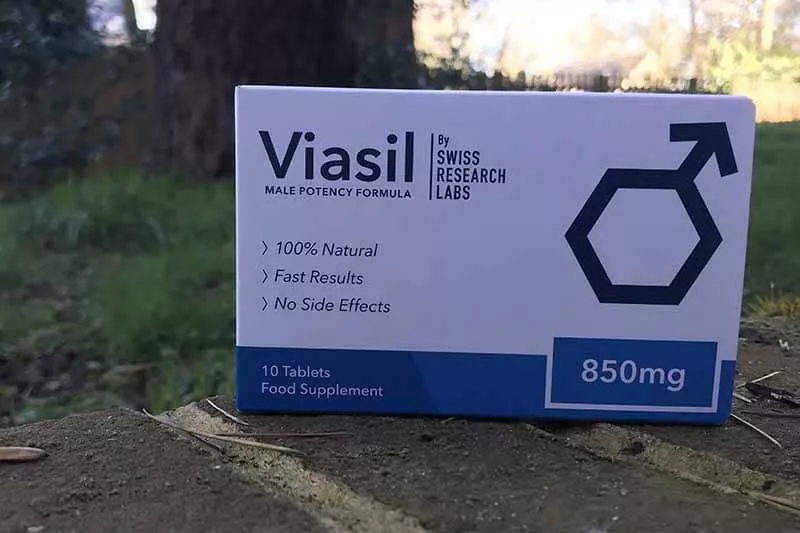 Viasil
MALE POTENCY FORMULA
By
SWISS
RESEARCH
LABS
〉100% Natural
〉Fast Results
〉No Side Effects
10 Tablets
Food Supplement
850mg